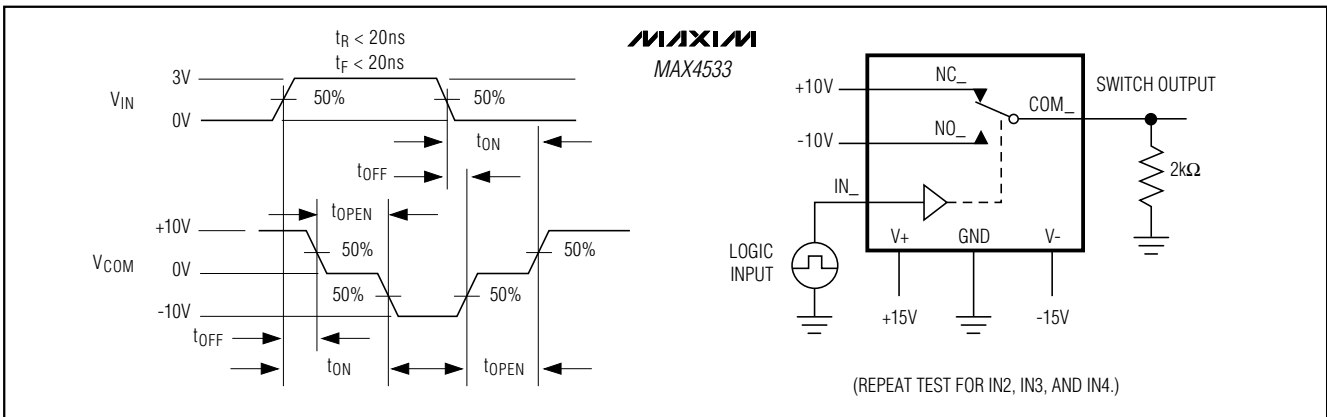 tR < 20ns
tF < 20ns
3V
VIN
0V
50%
50%
tON
tOFF
tOPEN
+10V
50%
50%
VCOM
0V
50%
50%
-10V
tOFF
tON
tOPEN
MAXIM
MAX4533
+10V
NC_
COM_
SWITCH OUTPUT
-10V
NO_
2kΩ
IN_
LOGIC
INPUT
V+
GND
V-
+15V
-15V
(REPEAT TEST FOR IN2, IN3, AND IN4.)